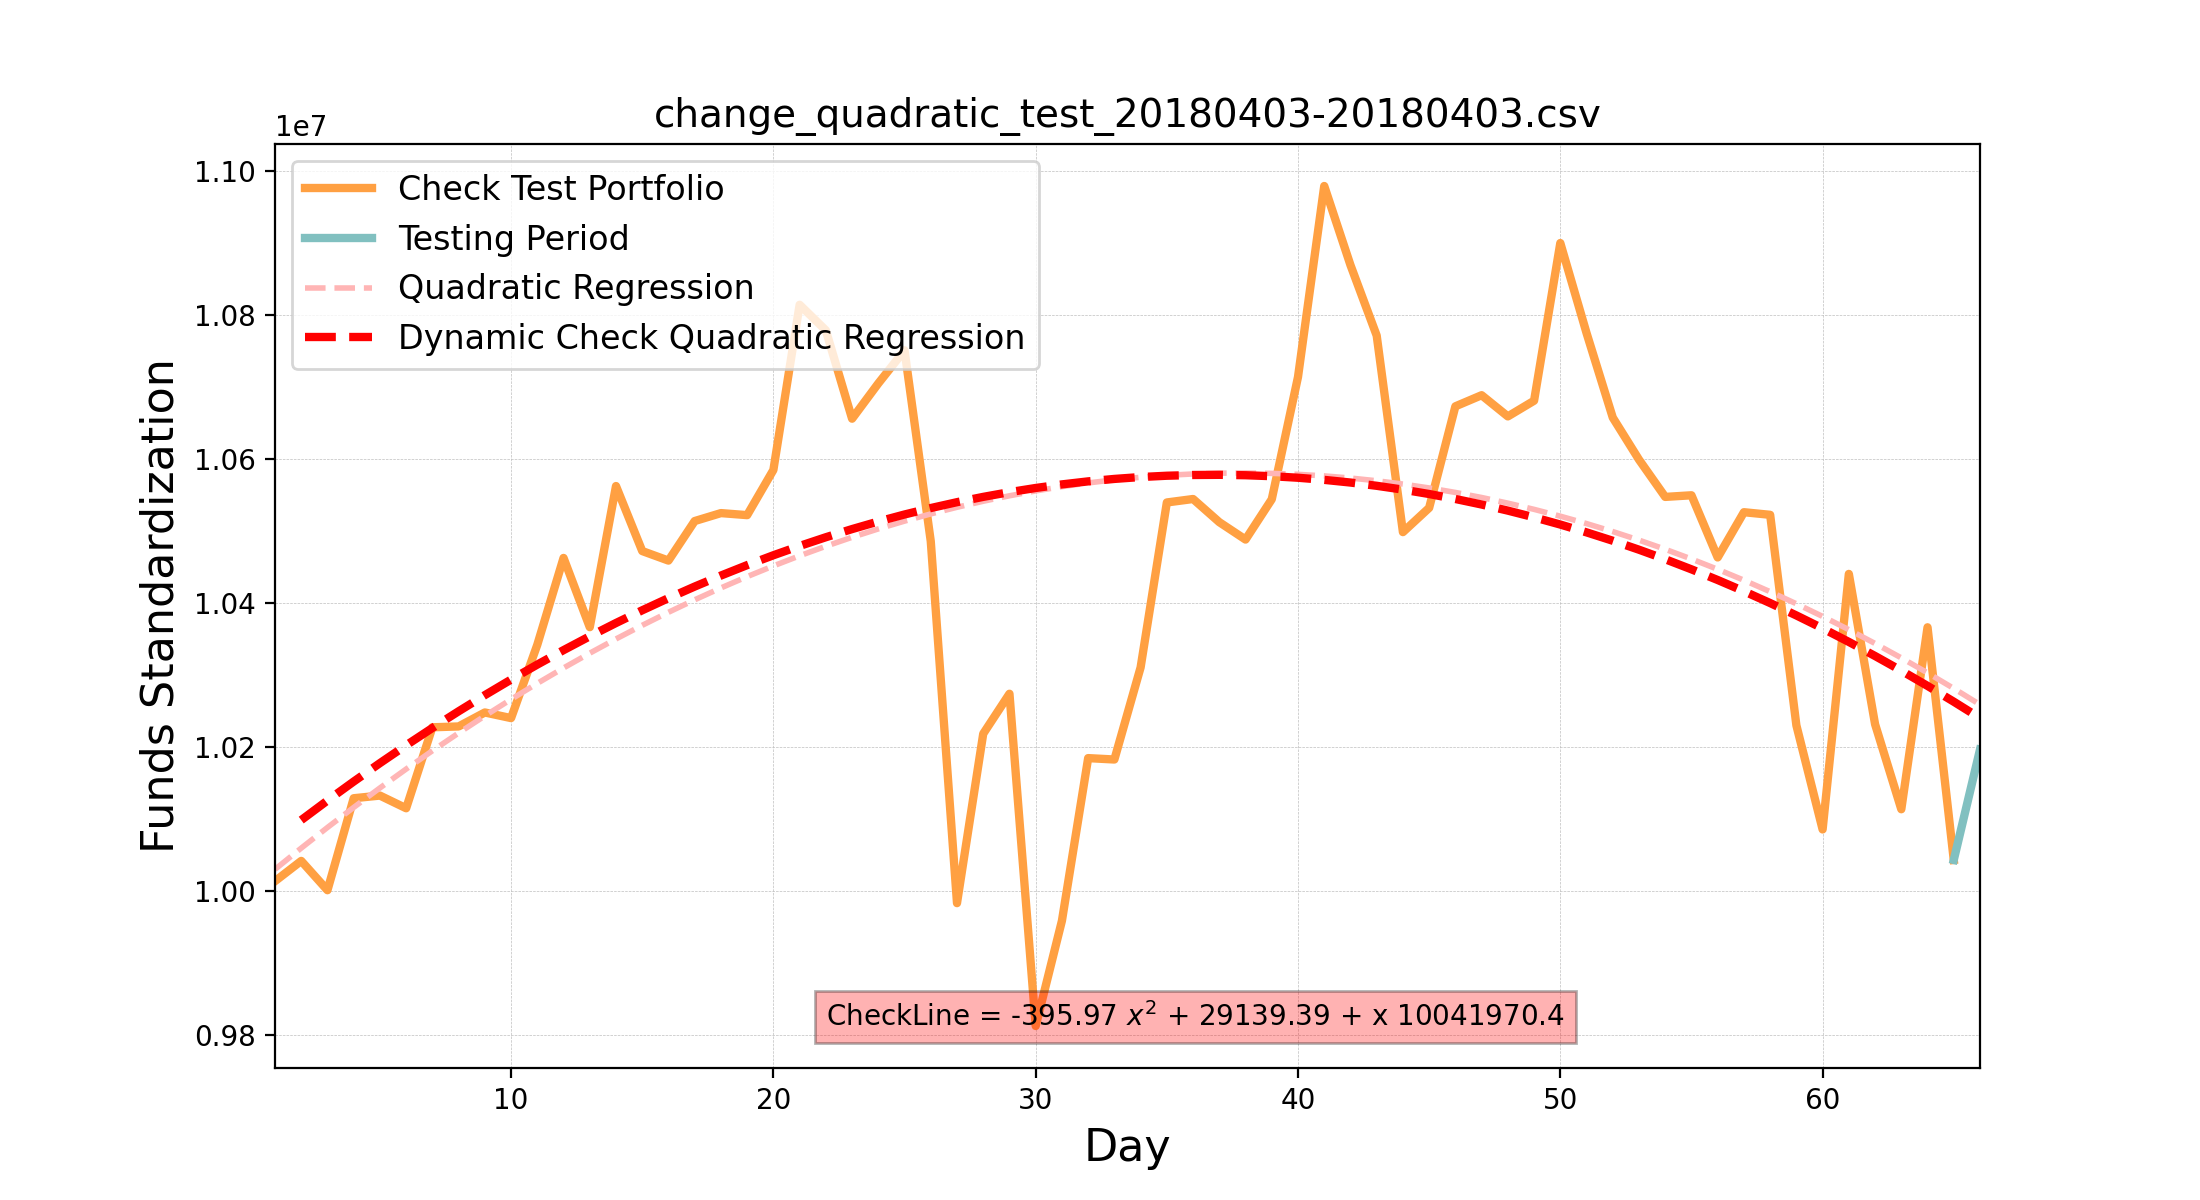 change_quadratic_test_20180403-20180403.csv
1e7
Check Test Portfolio
Testing Period
Quadratic Regression
Dynamic Check Quadratic Regression
1.10
1.08
1.06
1.04
1.02
1.00
0.98
Funds Standardization
CheckLine = -395.97 x² + 29139.39 + x 10041970.4
10 20 30 40 50 60
Day